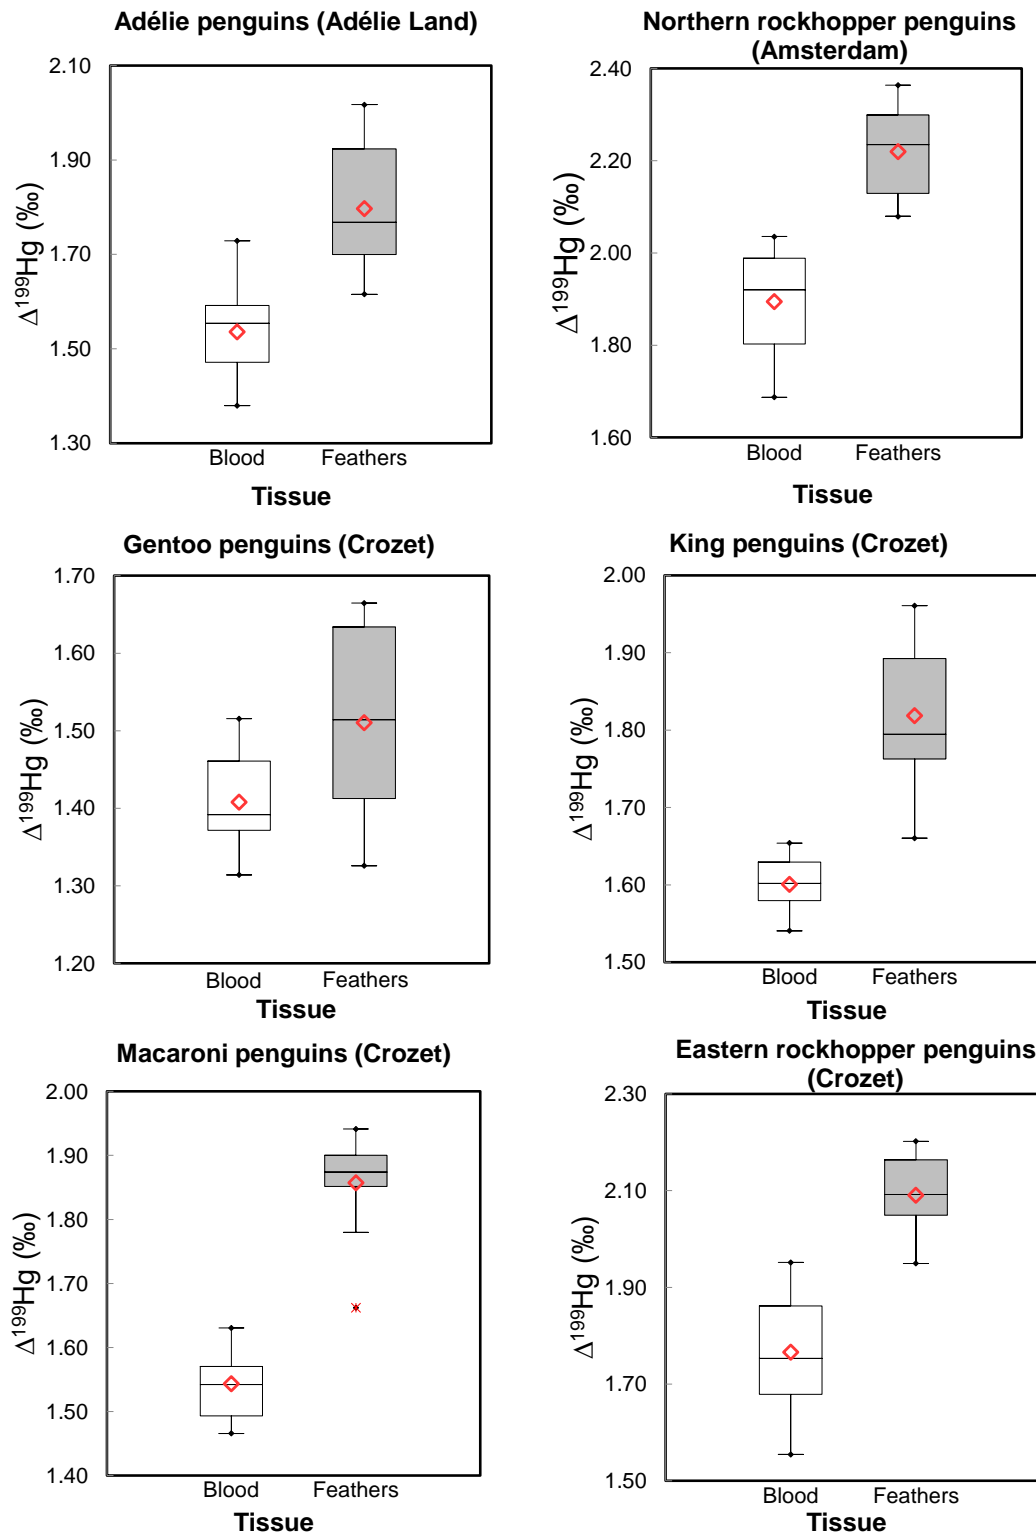 Adélie penguins (Adélie Land)
2.10
1.90
1.70
1.50
1.30
Δ¹⁹⁹Hg (‰)
Blood Feathers
Tissue
Northern rockhopper penguins
(Amsterdam)
2.40
2.20
2.00
1.80
1.60
Δ¹⁹⁹Hg (‰)
Blood Feathers
Tissue
Gentoo penguins (Crozet)
1.70
1.60
1.50
1.40
1.30
1.20
Δ¹⁹⁹Hg (‰)
Blood Feathers
Tissue
King penguins (Crozet)
2.00
1.90
1.80
1.70
1.60
1.50
Δ¹⁹⁹Hg (‰)
Blood Feathers
Tissue
Macaroni penguins (Crozet)
2.00
1.90
1.80
1.70
1.60
1.50
1.40
Δ¹⁹⁹Hg (‰)
Blood Feathers
Tissue
Eastern rockhopper penguins
(Crozet)
2.30
2.10
1.90
1.70
1.50
Δ¹⁹⁹Hg (‰)
Blood Feathers
Tissue